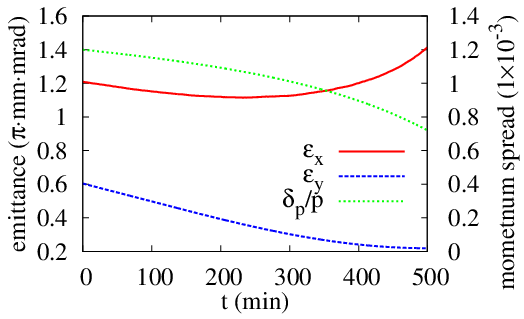 emittance (π·mm·mrad)
1.6
1.4
1.2
1
0.8
0.6
0.4
0.2
1.4
1.2
1
0.8
0.6
0.4
0.2
0
mometnum spread (1×10⁻³)
εₓ
ε_y
δ_p/p
0 100 200 300 400 500
t (min)